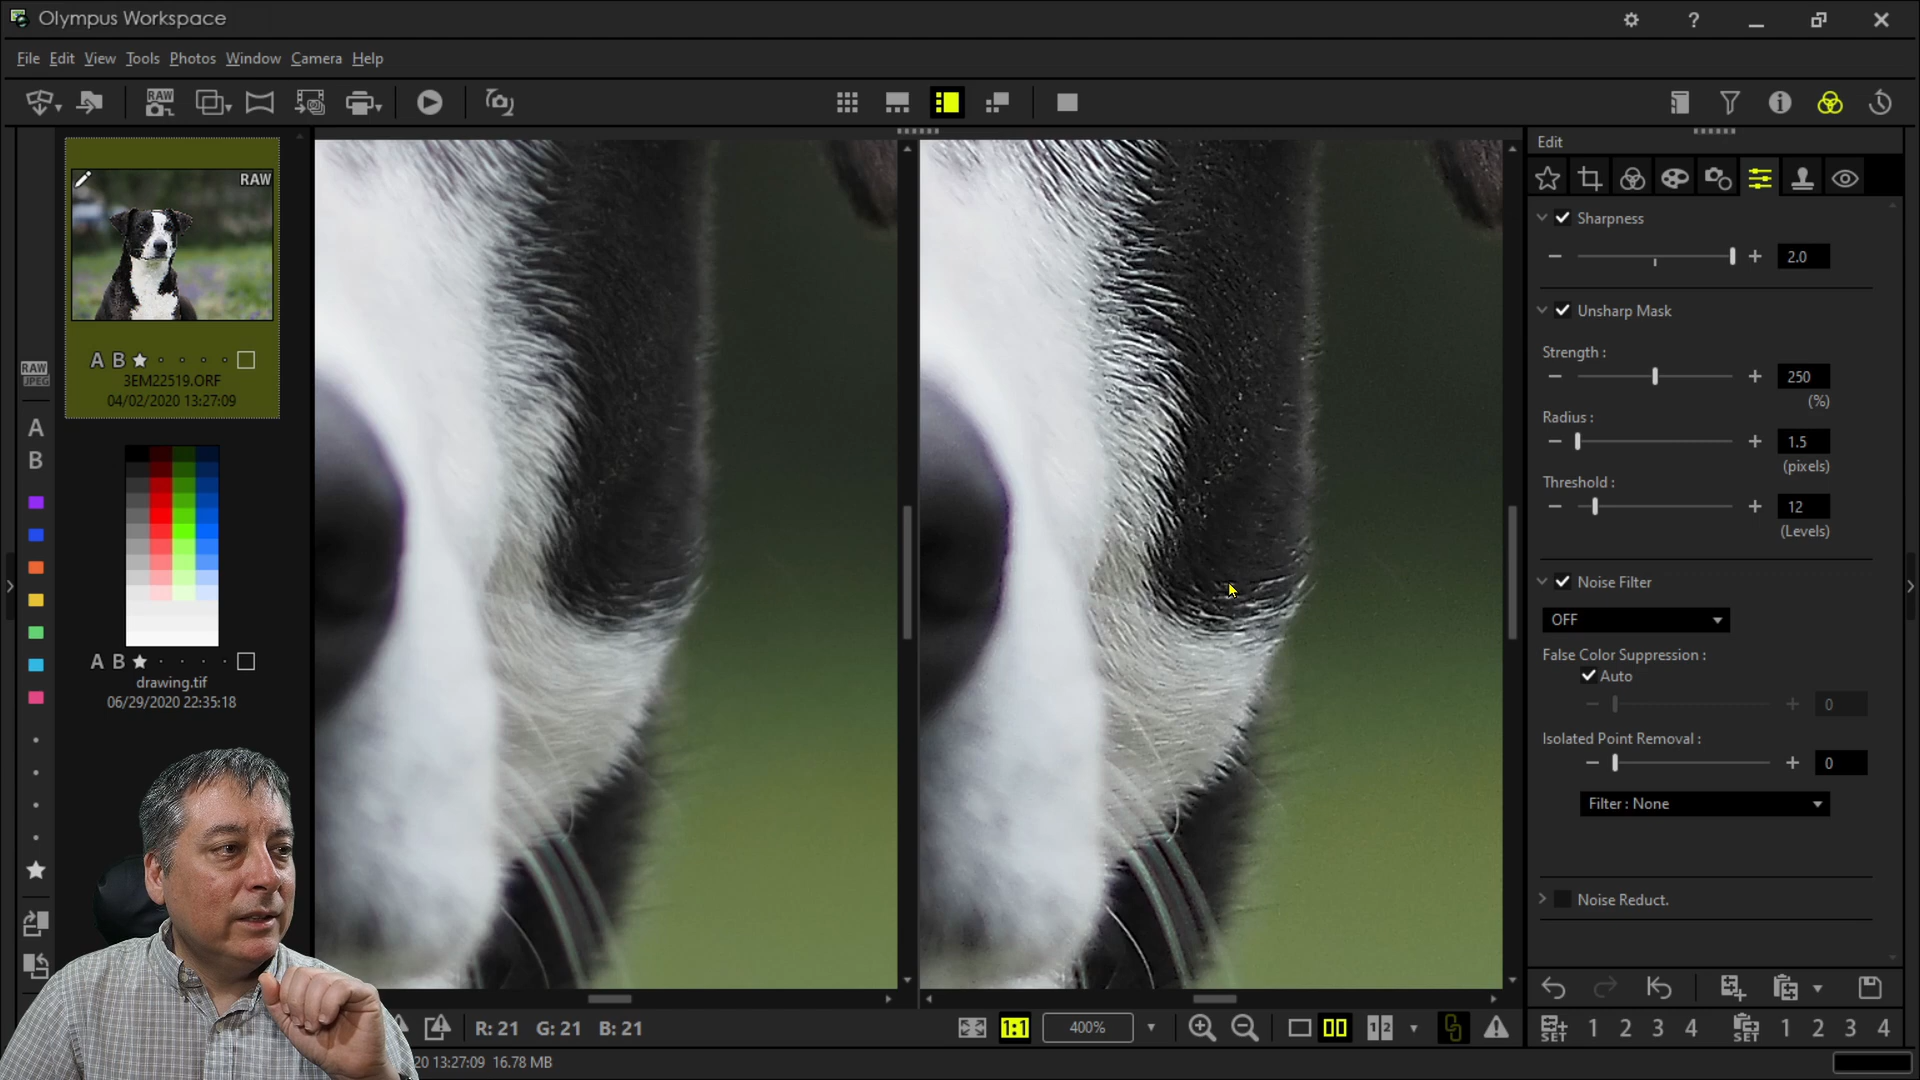 Olympus Workspace
File Edit View Tools Photos Window Camera Help
RAW
Edit
RAW
A B
3EM22519.ORF
04/02/2020 13:27:09
RAW
JPEG
A
B
A B
drawing.tif
06/29/2020 22:35:18
Sharpness
2.0
Unsharp Mask
Strength :
250
(%)
Radius :
1.5
(pixels)
Threshold :
12
(Levels)
Noise Filter
OFF
False Color Suppression :
Auto
0
Isolated Point Removal :
0
Filter : None
Noise Reduct.
R: 21 G: 21 B: 21
1:1
400%
1 2
SET 1 2 3 4 SET 1 2 3 4
20 13:27:09 16.78 MB